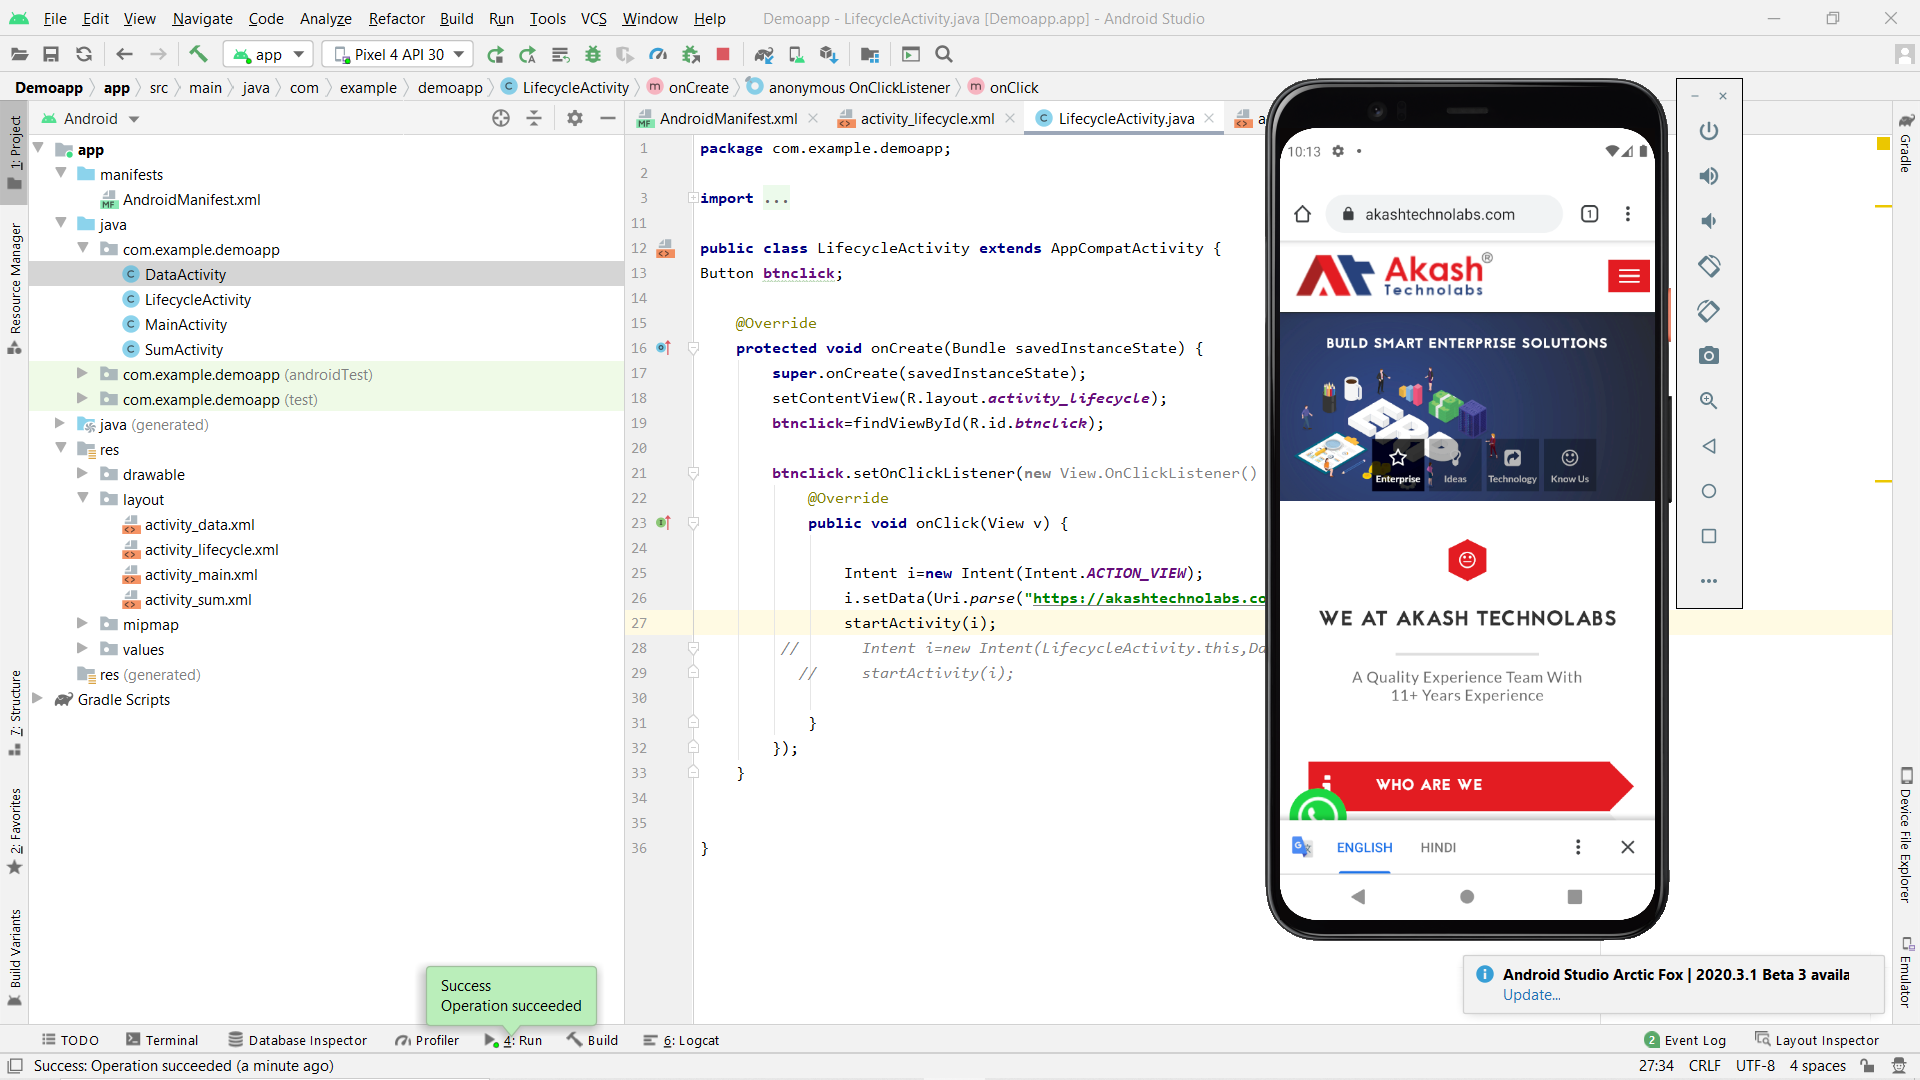 File Edit View Navigate Code Analyze Refactor Build Run Tools VCS Window Help Demoapp - LifecycleActivity.java [Demoapp.app] - Android Studio
app Pixel 4 API 30
Demoapp app src main java com example demoapp LifecycleActivity onCreate anonymous OnClickListener onClick
Android
AndroidManifest.xml activity_lifecycle.xml LifecycleActivity.java
1: Project
Resource Manager
7: Structure
2: Favorites
Build Variants
app
manifests
AndroidManifest.xml
java
com.example.demoapp
DataActivity
LifecycleActivity
MainActivity
SumActivity
com.example.demoapp (androidTest)
com.example.demoapp (test)
java (generated)
res
drawable
layout
activity_data.xml
activity_lifecycle.xml
activity_main.xml
activity_sum.xml
mipmap
values
res (generated)
Gradle Scripts
1 package com.example.demoapp;
2
3 import ...
11
12 public class LifecycleActivity extends AppCompatActivity {
13 Button btnclick;
14
15 @Override
16 protected void onCreate(Bundle savedInstanceState) {
17 super.onCreate(savedInstanceState);
18 setContentView(R.layout.activity_lifecycle);
19 btnclick=findViewById(R.id.btnclick);
20
21 btnclick.setOnClickListener(new View.OnClickListener()
22 @Override
23 public void onClick(View v) {
24
25 Intent i=new Intent(Intent.ACTION_VIEW);
26 i.setData(Uri.parse("https://akashtechnolabs.co
27 startActivity(i);
28 // Intent i=new Intent(LifecycleActivity.this,Da
29 // startActivity(i);
30
31 }
32 });
33 }
34
35
36 }
10:13
akashtechnolabs.com
1
At Akash®
Technolabs
BUILD SMART ENTERPRISE SOLUTIONS
Enterprise Ideas Technology Know Us
WE AT AKASH TECHNOLABS
A Quality Experience Team With
11+ Years Experience
WHO ARE WE
ENGLISH HINDI
Gradle
Device File Explorer
Emulator
Success
Operation succeeded
Android Studio Arctic Fox | 2020.3.1 Beta 3 availa
Update...
TODO Terminal Database Inspector Profiler 4: Run Build 6: Logcat 2 Event Log Layout Inspector
Success: Operation succeeded (a minute ago) 27:34 CRLF UTF-8 4 spaces